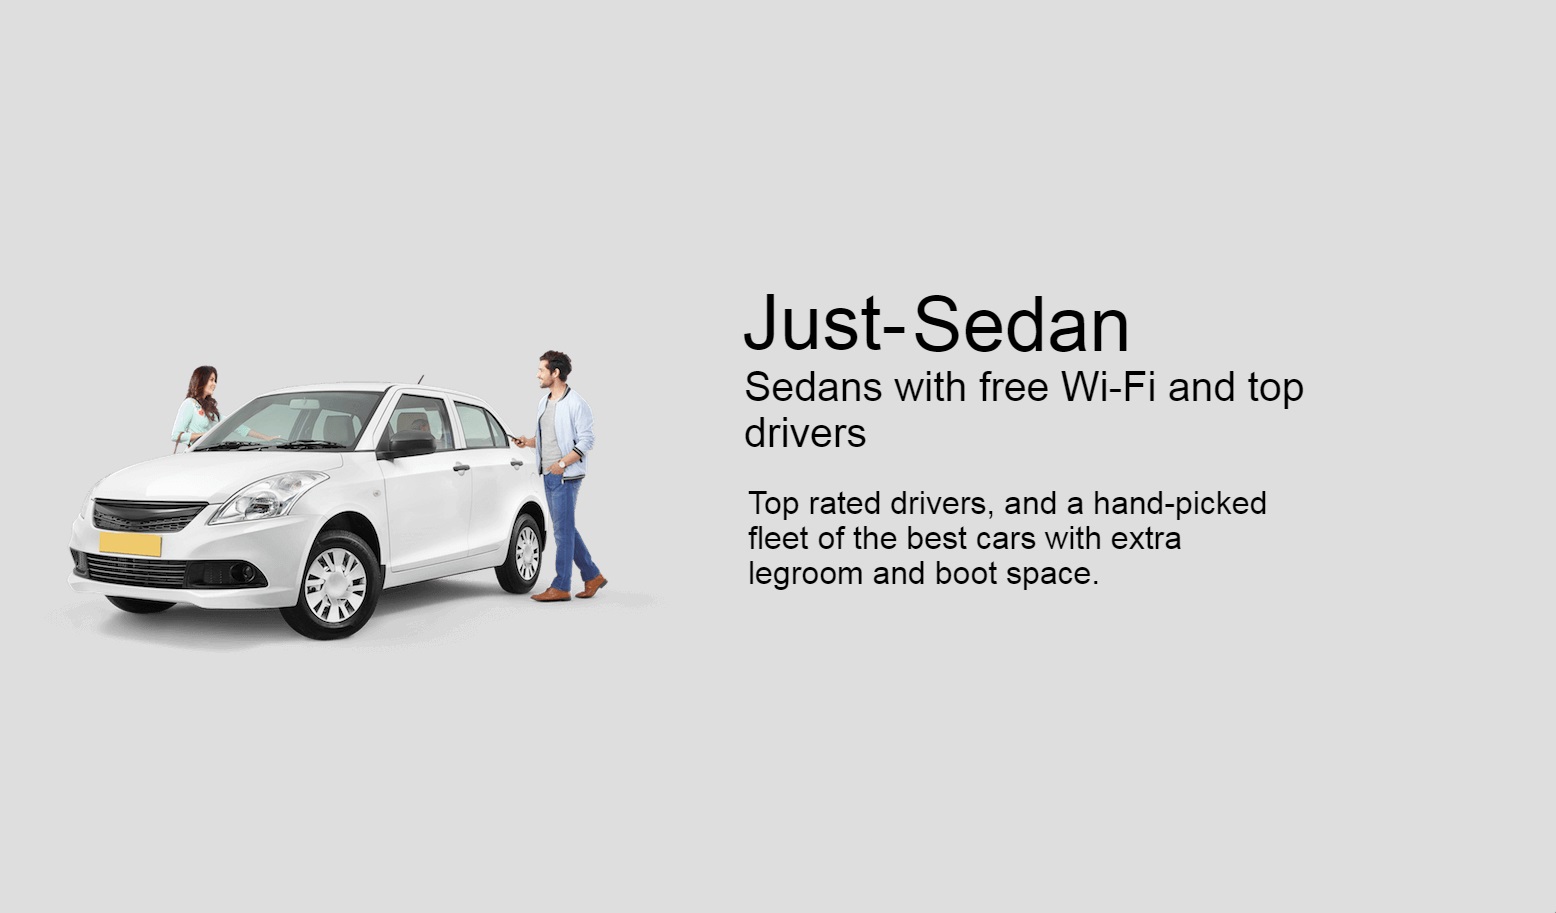 Just-Sedan
Sedans with free Wi-Fi and top
drivers
Top rated drivers, and a hand-picked
fleet of the best cars with extra
legroom and boot space.